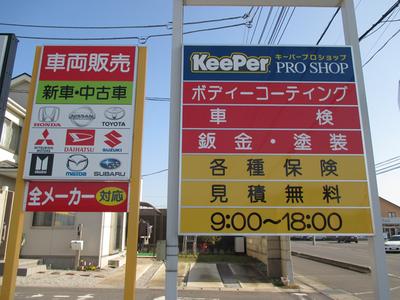 車両販売
新車・中古車
HONDA
NISSAN
TOYOTA
MITSUBISHI MOTORS
DAIHATSU
SUZUKI
mazda
SUBARU
全メーカー対応
KeePer
キーパープロショップ
PRO SHOP
ボディーコーティング
車検
鈑金・塗装
各種保険
見積無料
9:00〜18:00